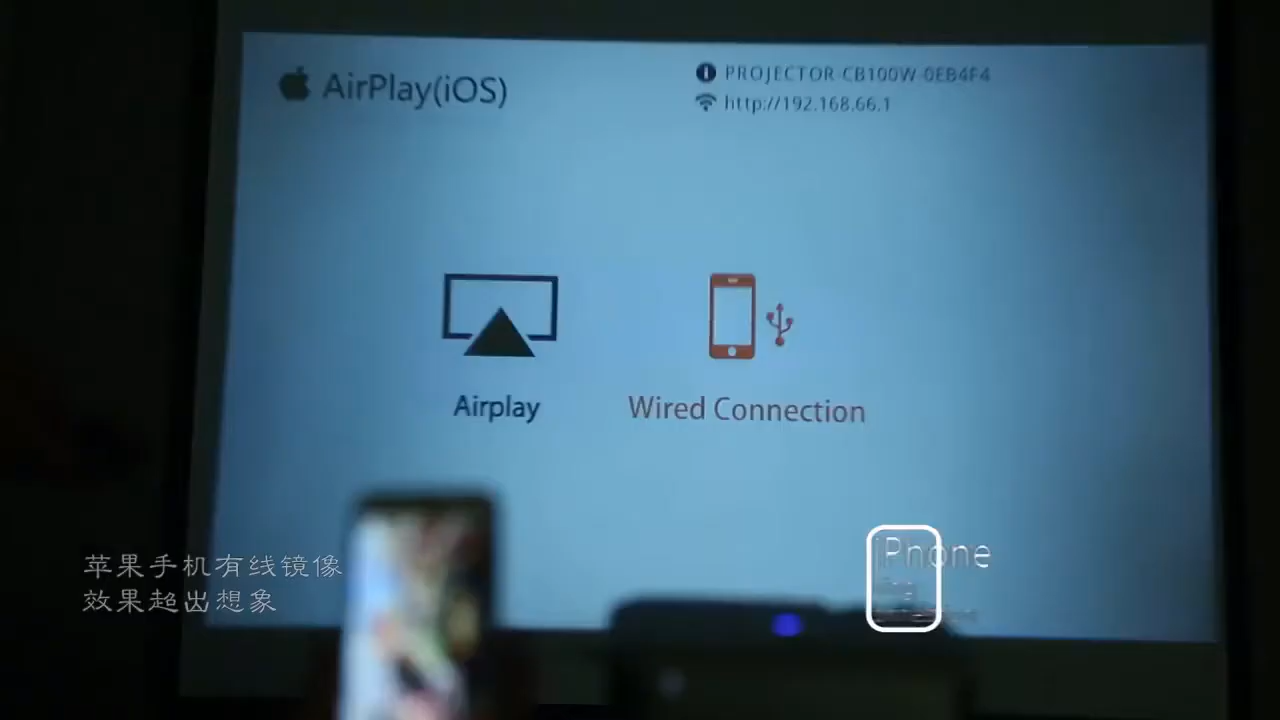 AirPlay(iOS)
PROJECTOR-CB100W-0EB4F4
http://192.168.66.1
Airplay
Wired Connection
苹果手机有线镜像
效果超出想象
iPhone